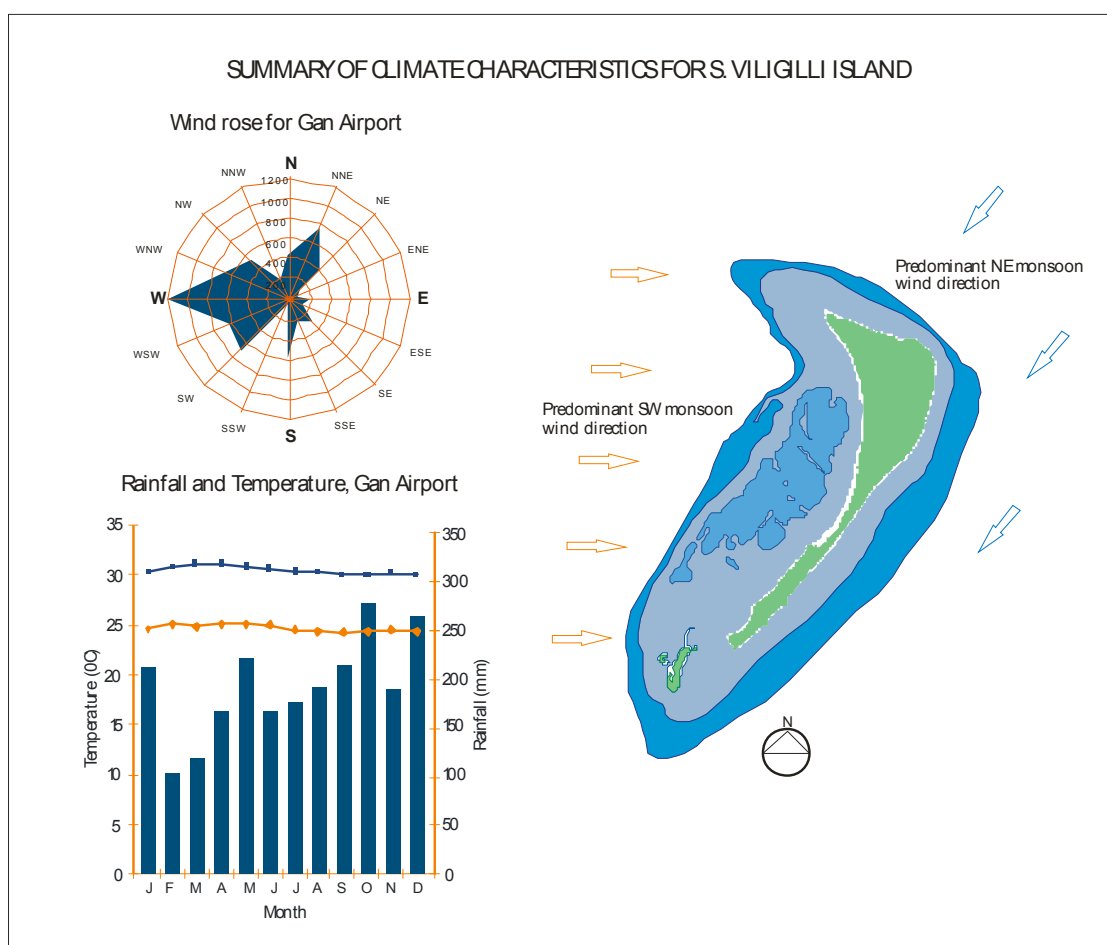 SUMMARY OF CLIMATE CHARACTERISTICS FOR S. VILIGILLI ISLAND
Wind rose for Gan Airport
N
NNE
NE
ENE
E
ESE
SE
SSE
S
SSW
SW
WSW
W
WNW
NW
NNW
1200
1000
800
600
400
200
0
Predominant NE monsoon
wind direction
Predominant SW monsoon
wind direction
N
Rainfall and Temperature, Gan Airport
Temperature (0C)
35
30
25
20
15
10
5
0
Rainfall (mm)
350
300
250
200
150
100
50
0
J F M A M J J A S O N D
Month